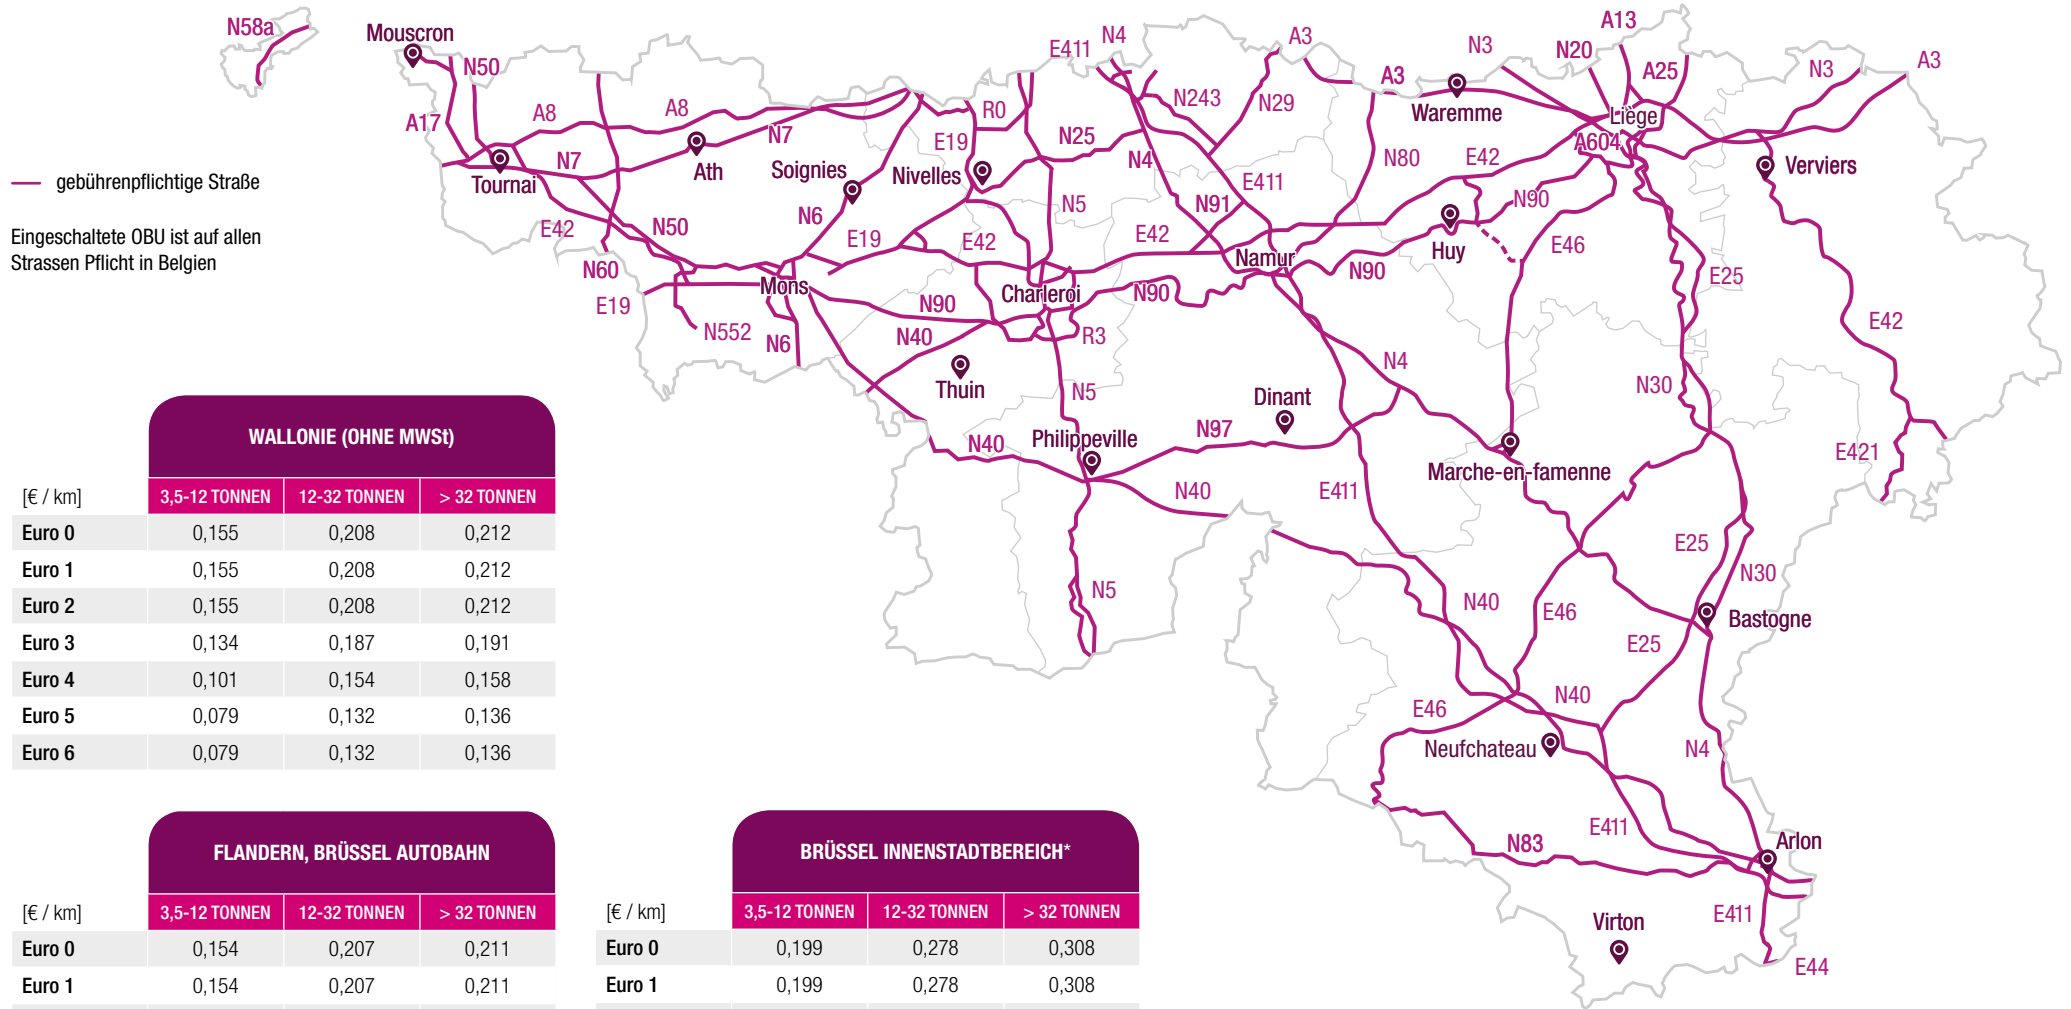 N58a
Mouscron
N50
A17
A8
A8
N7
N7
Tournai
Ath
Soignies
N6
E42
N50
N60
E19
N552
N6
Mons
E19
E42
Nivelles
E19
R0
N25
N5
E411
N4
N243
N29
A3
N4
E411
N91
E42
Namur
N90
N40
Charleroi
N90
R3
Thuin
N5
N40
Philippeville
N97
Dinant
N40
N5
N4
E411
A3
Waremme
N3
N20
A13
A25
Liège
A604
N3
A3
Verviers
N80
E42
N90
Huy
N90
E46
E25
E42
N30
E421
Marche-en-famenne
E25
N30
N40
E46
Bastogne
E25
N40
E46
Neufchateau
N4
E411
N83
Arlon
E411
Virton
E44
gebührenpflichtige Straße
Eingeschaltete OBU ist auf allen
Strassen Pflicht in Belgien
WALLONIE (OHNE MWSt)
[€ / km] 3,5-12 TONNEN 12-32 TONNEN > 32 TONNEN
Euro 0 0,155 0,208 0,212
Euro 1 0,155 0,208 0,212
Euro 2 0,155 0,208 0,212
Euro 3 0,134 0,187 0,191
Euro 4 0,101 0,154 0,158
Euro 5 0,079 0,132 0,136
Euro 6 0,079 0,132 0,136
FLANDERN, BRÜSSEL AUTOBAHN
[€ / km] 3,5-12 TONNEN 12-32 TONNEN > 32 TONNEN
Euro 0 0,154 0,207 0,211
Euro 1 0,154 0,207 0,211
BRÜSSEL INNENSTADTBEREICH*
[€ / km] 3,5-12 TONNEN 12-32 TONNEN > 32 TONNEN
Euro 0 0,199 0,278 0,308
Euro 1 0,199 0,278 0,308